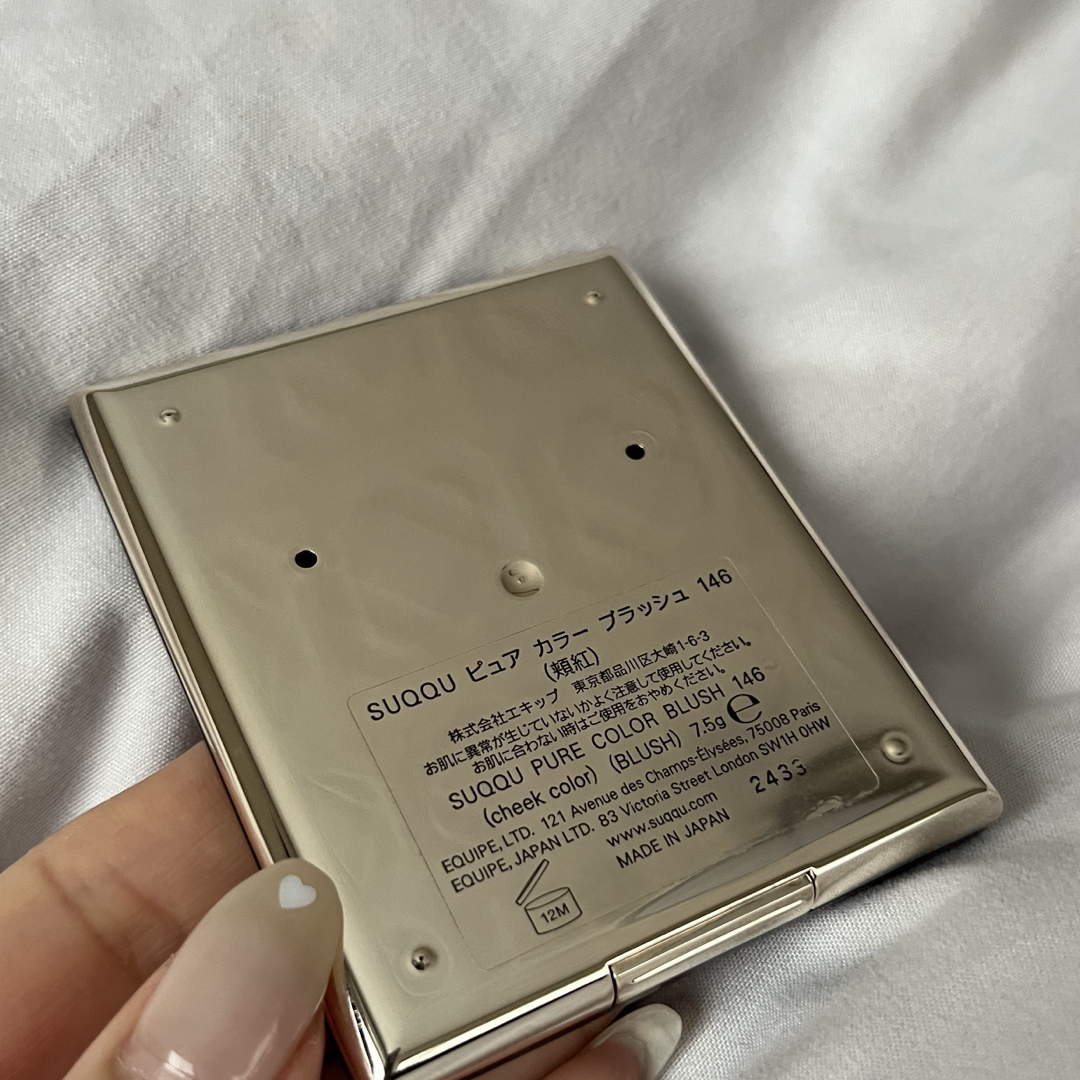 SUQQU ピュア カラー ブラッシュ 146
(頬紅)
株式会社エキップ 東京都品川区大崎1-6-3
お肌に異常が生じていないかよく注意して使用してください。
お肌に合わない時はご使用をおやめください。
SUQQU PURE COLOR BLUSH 146
(cheek color) (BLUSH) 7.5g ℮
EQUIPE, LTD. 121 Avenue des Champs-Élysées, 75008 Paris
EQUIPE, JAPAN LTD. 83 Victoria Street London SW1H 0HW
www.suqqu.com
MADE IN JAPAN
2433
12M